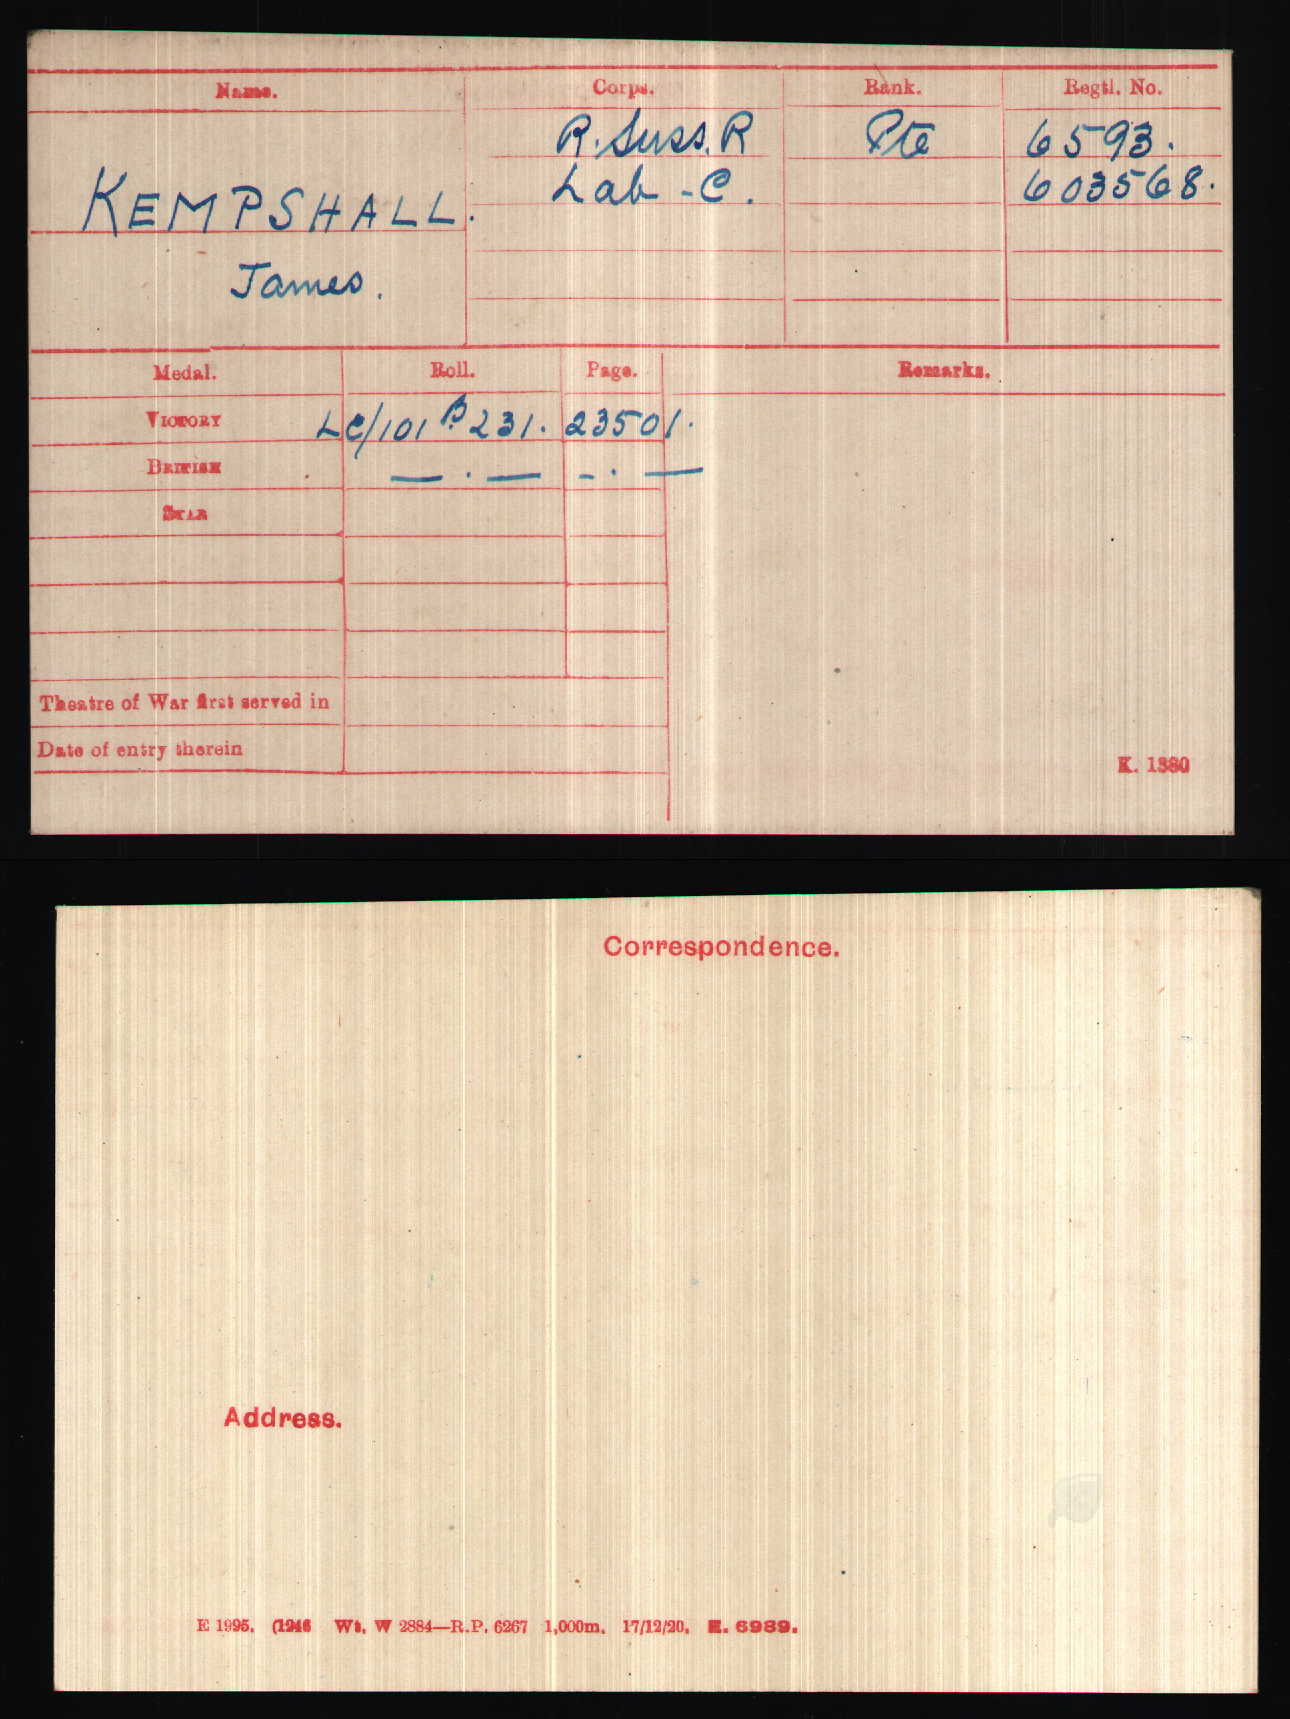 Name. Corps. Rank. Regtl. No.
R. Suss. R Pte 6593.
KEMPSHALL. Lab - C. 603568.
James.
Medal. Roll. Page. Remarks.
VICTORY LC/101 B 231. 23501.
BRITISH — . — - . —
STAR
Theatre of War first served in
Date of entry therein
K. 1380
Correspondence.
Address.
E 1995. (1946 Wt. W 2884—R.P. 6267 1,000m. 17/12/20. E. 6989.